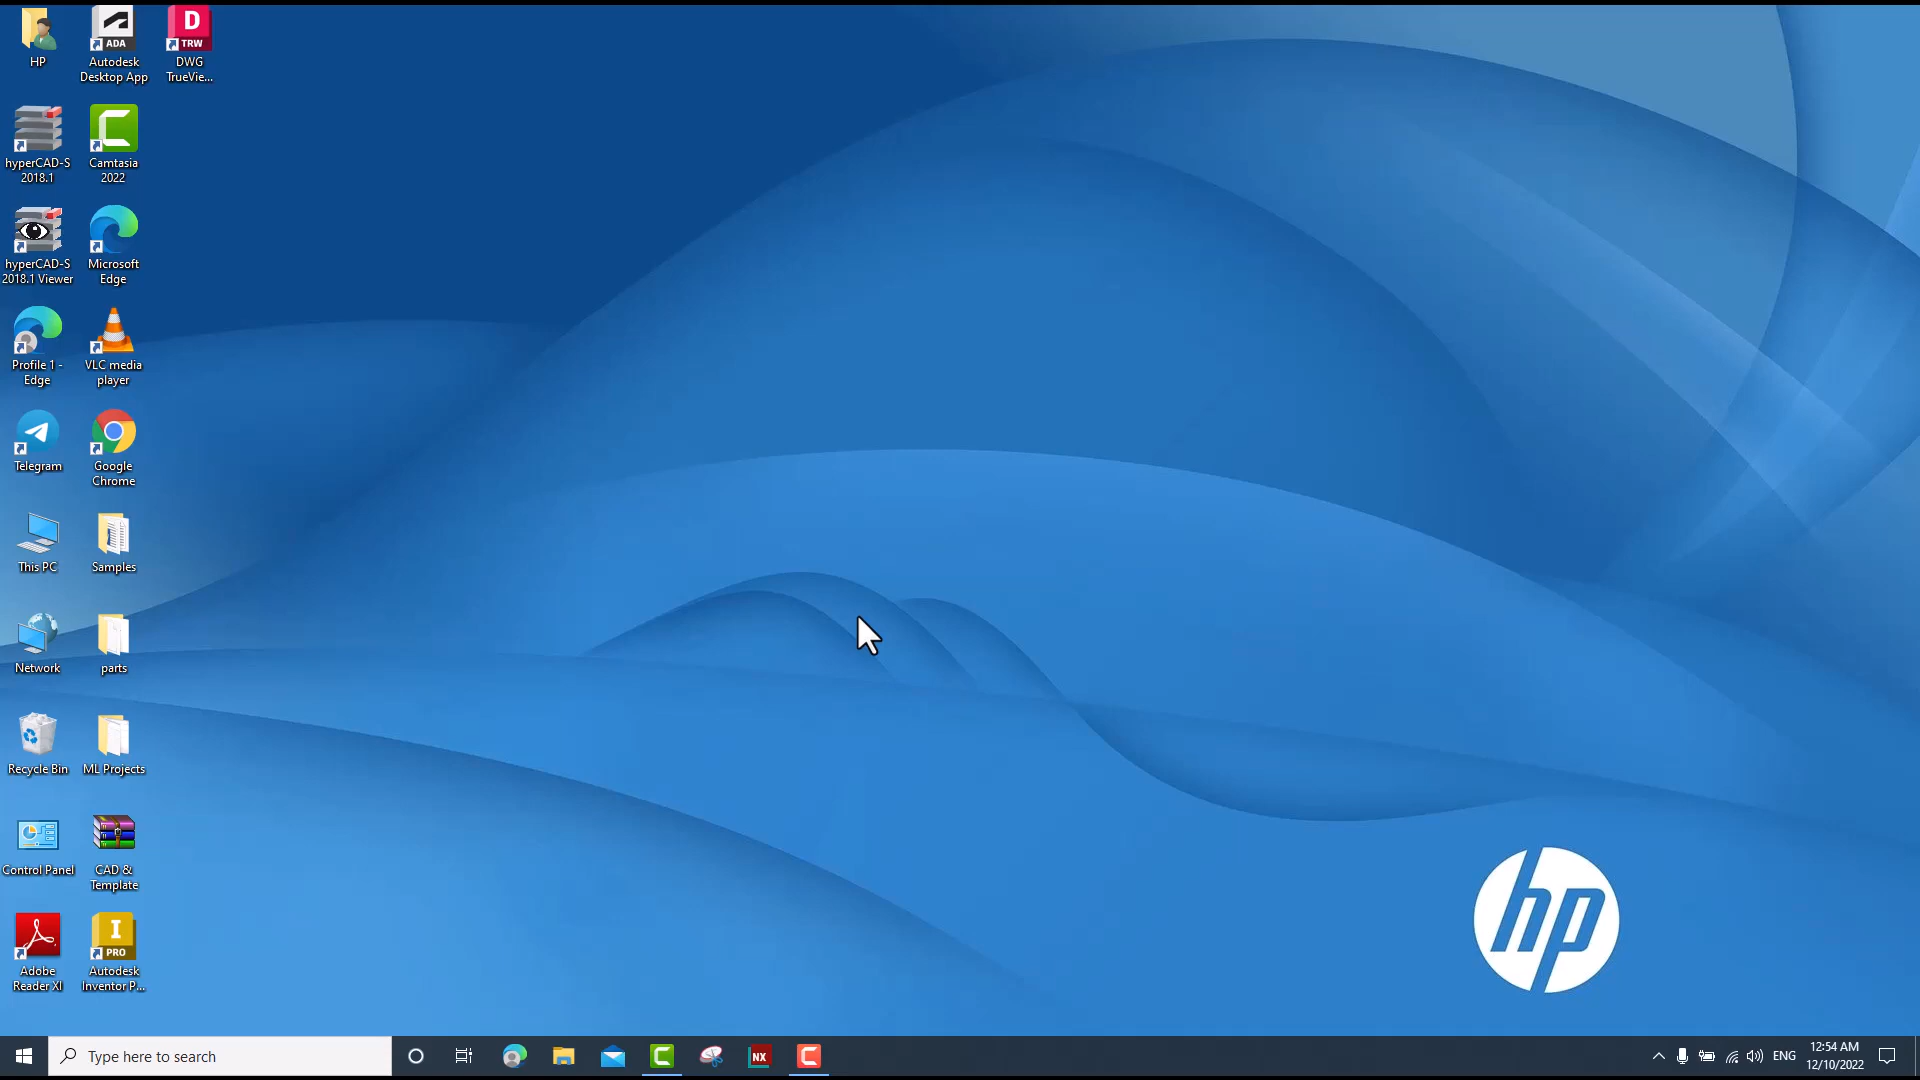 HP
ADA
Autodesk
Desktop App
D
TRW
DWG
TrueVie...
hyperCAD-S
2018.1
Camtasia
2022
hyperCAD-S
2018.1 Viewer
Microsoft
Edge
Profile 1 -
Edge
VLC media
player
Telegram
Google
Chrome
This PC
Samples
Network
parts
Recycle Bin
ML Projects
Control Panel
CAD &
Template
Adobe
Reader XI
I
PRO
Autodesk
Inventor P...
hp
Type here to search
NX
ENG
12:54 AM
12/10/2022